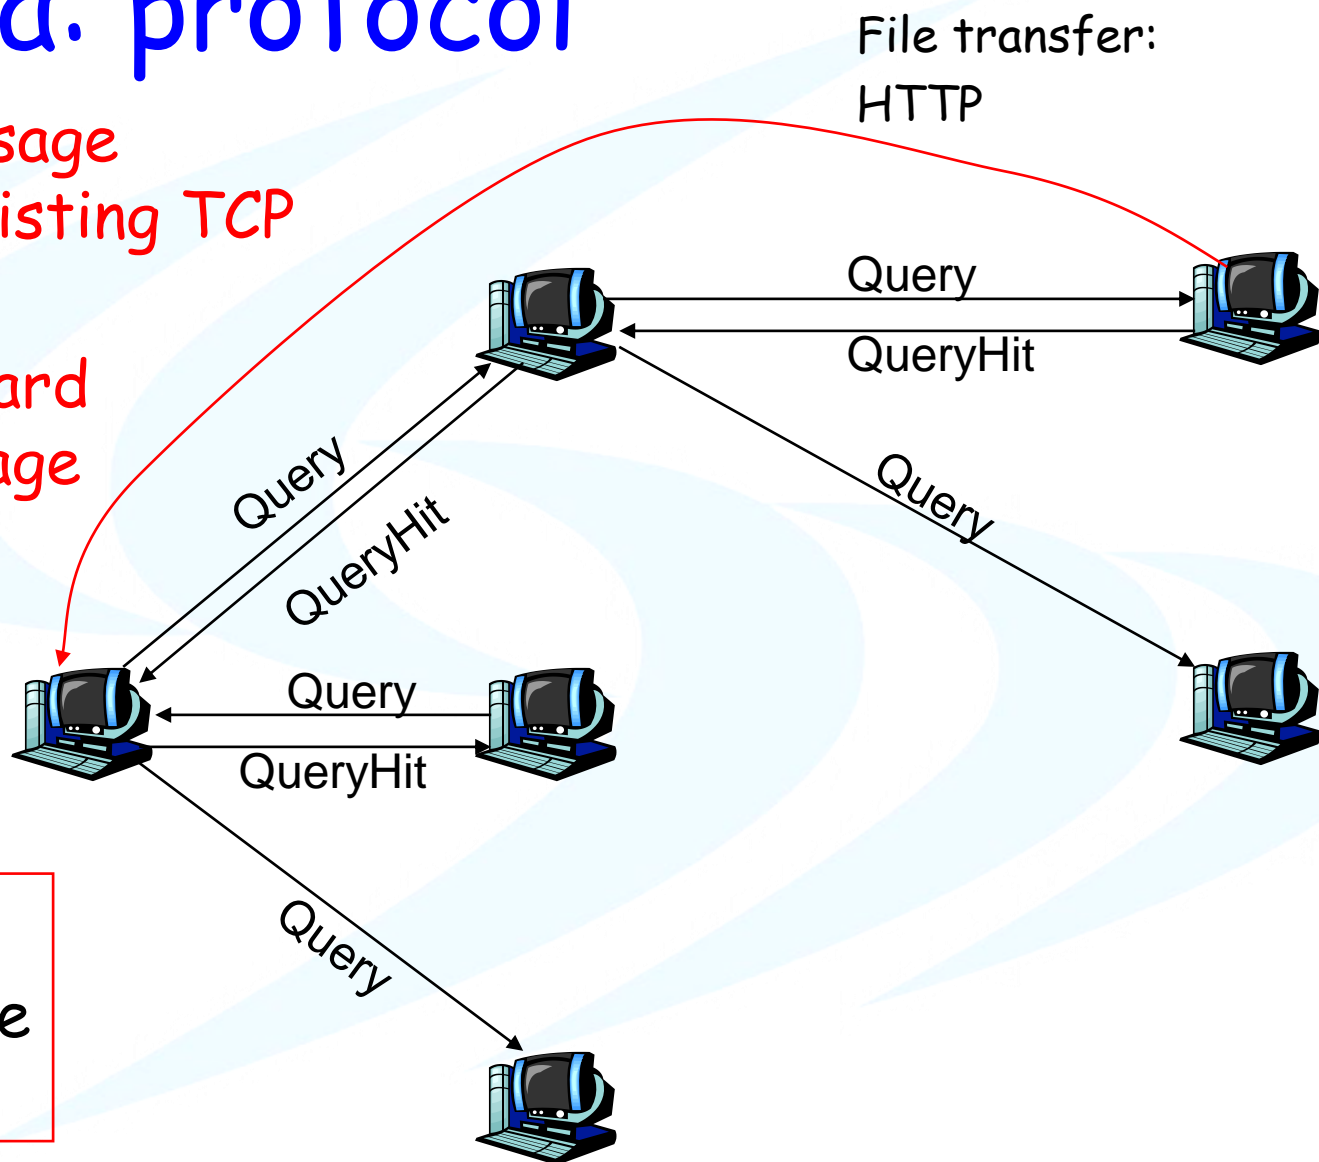 a: protocol
File transfer:
HTTP
sage
isting TCP
ard
age
Query
QueryHit
Query
QueryHit
Query
Query
QueryHit
Query
e